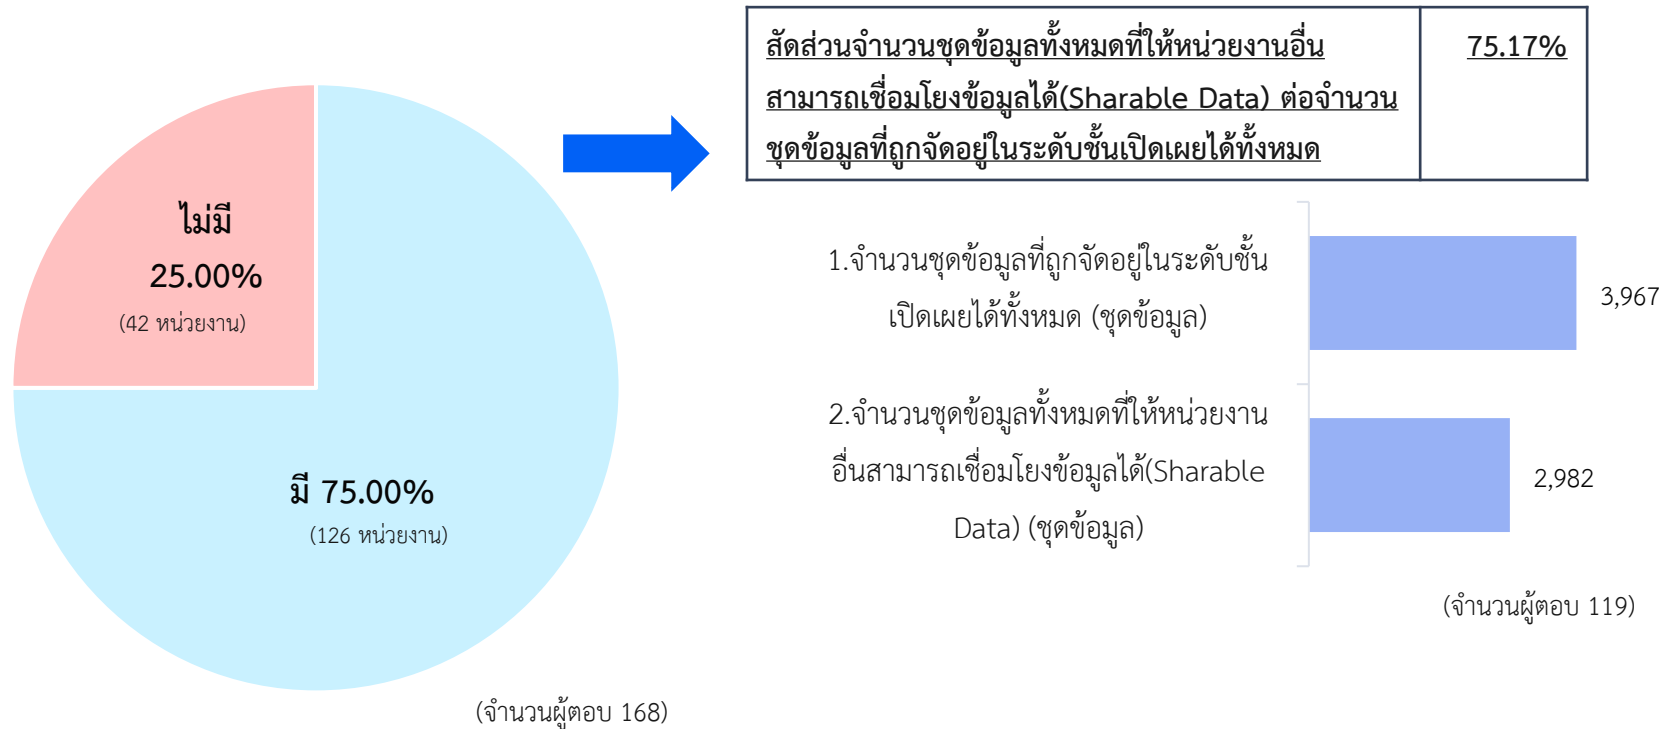 สัดส่วนจำนวนชุดข้อมูลทั้งหมดที่ให้หน่วยงานอื่น
สามารถเชื่อมโยงข้อมูลได้(Sharable Data) ต่อจำนวน
ชุดข้อมูลที่ถูกจัดอยู่ในระดับชั้นเปิดเผยได้ทั้งหมด
75.17%
ไม่มี
25.00%
(42 หน่วยงาน)
มี 75.00%
(126 หน่วยงาน)
(จำนวนผู้ตอบ 168)
1.จำนวนชุดข้อมูลที่ถูกจัดอยู่ในระดับชั้น
เปิดเผยได้ทั้งหมด (ชุดข้อมูล)
3,967
2.จำนวนชุดข้อมูลทั้งหมดที่ให้หน่วยงาน
อื่นสามารถเชื่อมโยงข้อมูลได้(Sharable
Data) (ชุดข้อมูล)
2,982
(จำนวนผู้ตอบ 119)